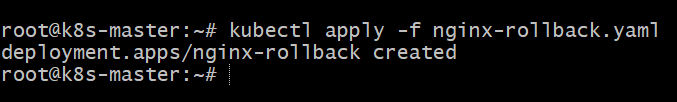 root@k8s-master:~# kubectl apply -f nginx-rollback.yaml
deployment.apps/nginx-rollback created
root@k8s-master:~#